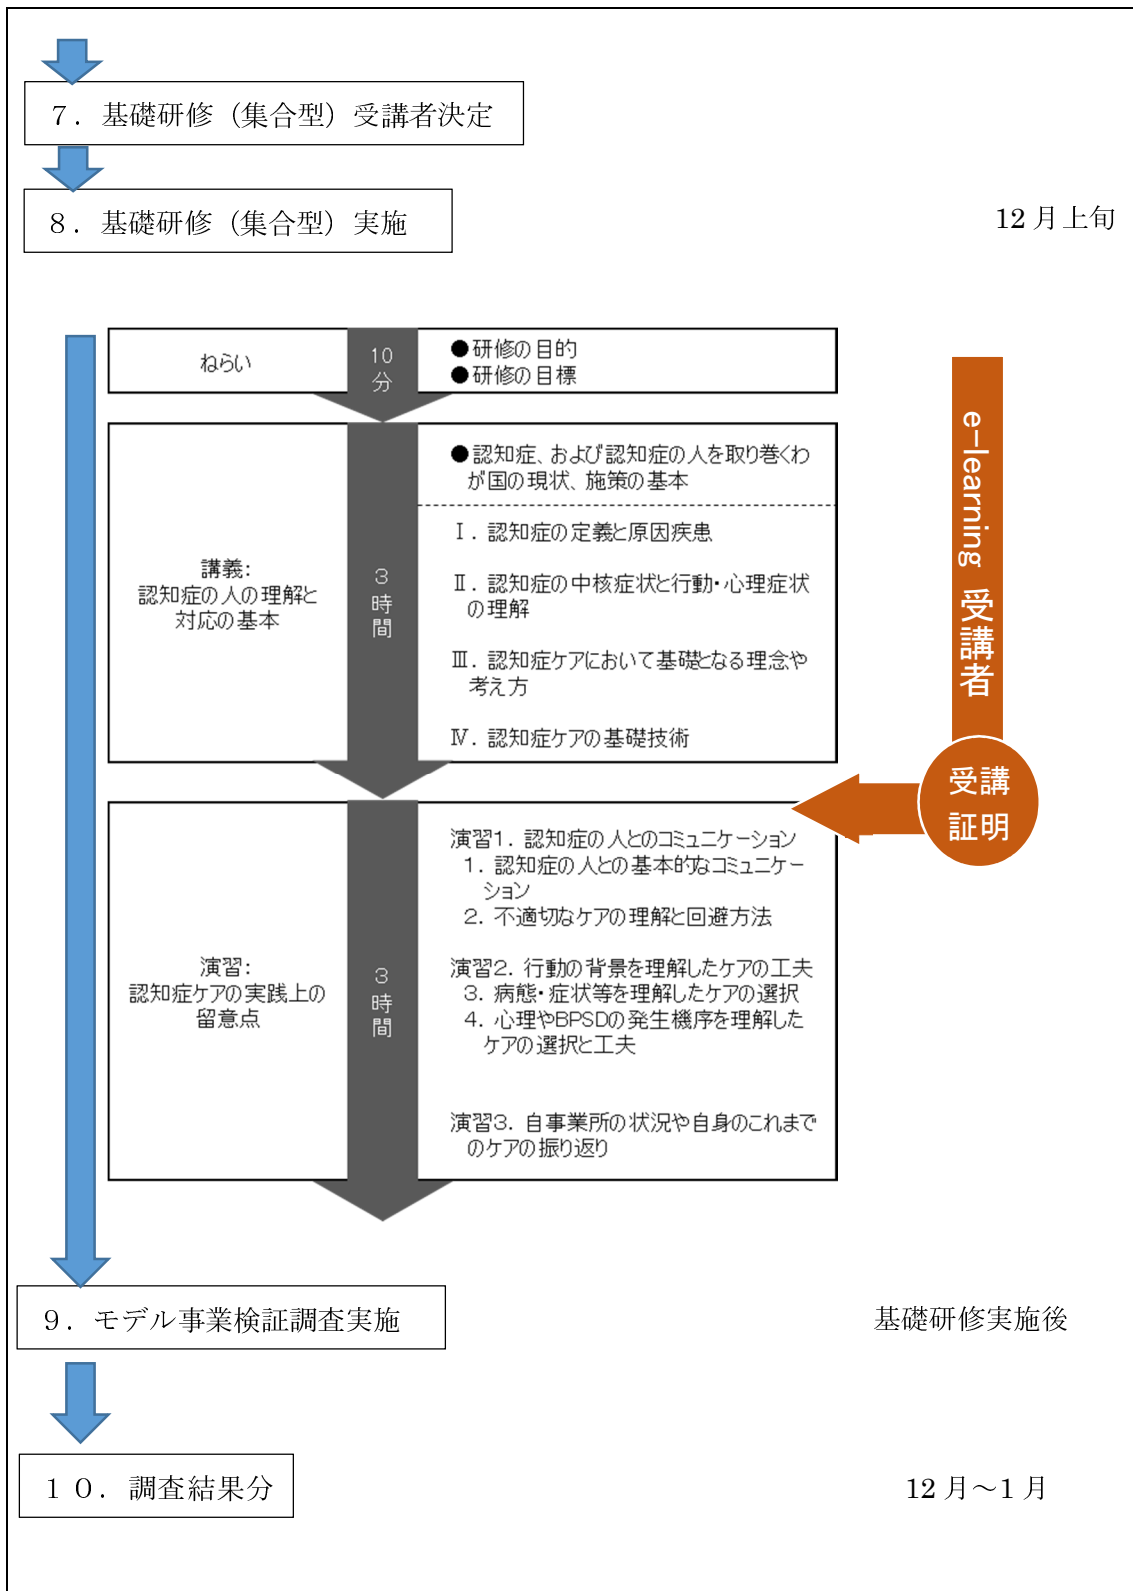 ７．基礎研修（集合型）受講者決定
８．基礎研修（集合型）実施
12月上旬
ねらい
10
分
●研修の目的
●研修の目標
講義：
認知症の人の理解と
対応の基本
3
時
間
●認知症、および認知症の人を取り巻くわ
が国の現状、施策の基本
Ⅰ．認知症の定義と原因疾患
Ⅱ．認知症の中核症状と行動・心理症状
の理解
Ⅲ．認知症ケアにおいて基礎となる理念や
考え方
Ⅳ．認知症ケアの基礎技術
e-learning 受講者
受講
証明
演習：
認知症ケアの実践上の
留意点
3
時
間
演習1．認知症の人とのコミュニケーション
1．認知症の人との基本的なコミュニケー
ション
2．不適切なケアの理解と回避方法
演習2．行動の背景を理解したケアの工夫
3．病態・症状等を理解したケアの選択
4．心理やBPSDの発生機序を理解した
ケアの選択と工夫
演習3．自事業所の状況や自身のこれまで
のケアの振り返り
９．モデル事業検証調査実施
基礎研修実施後
１０．調査結果分
12月～1月